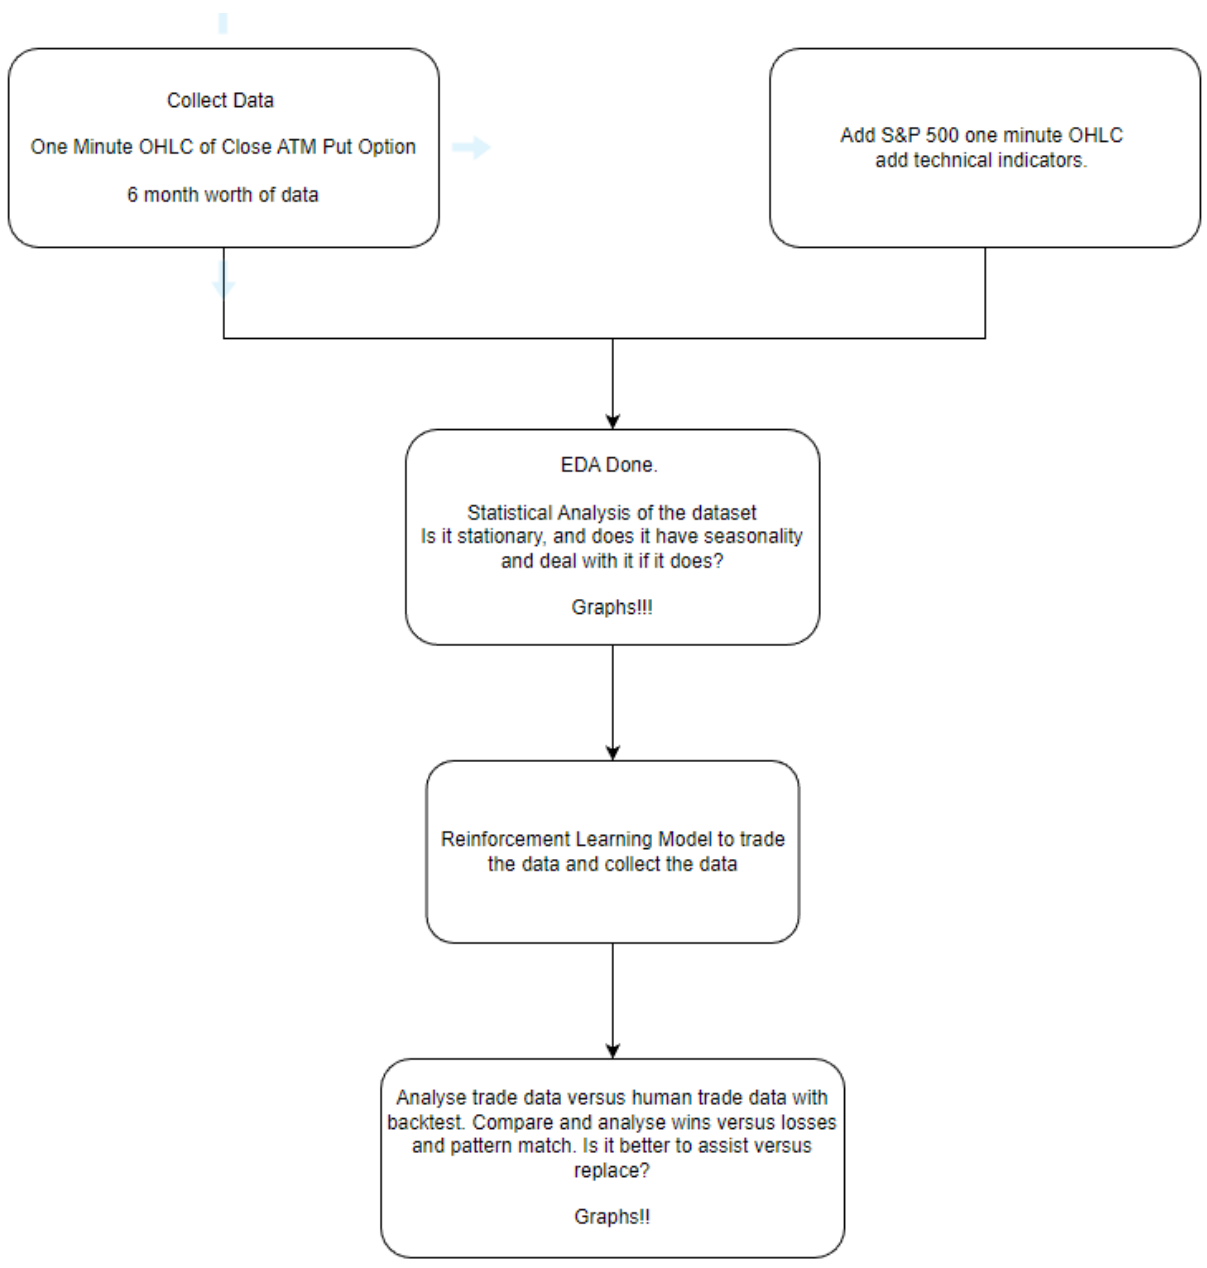 Collect Data
One Minute OHLC of Close ATM Put Option
6 month worth of data
Add S&P 500 one minute OHLC
add technical indicators.
EDA Done.
Statistical Analysis of the dataset
Is it stationary, and does it have seasonality
and deal with it if it does?
Graphs!!!
Reinforcement Learning Model to trade
the data and collect the data
Analyse trade data versus human trade data with
backtest. Compare and analyse wins versus losses
and pattern match. Is it better to assist versus
replace?
Graphs!!